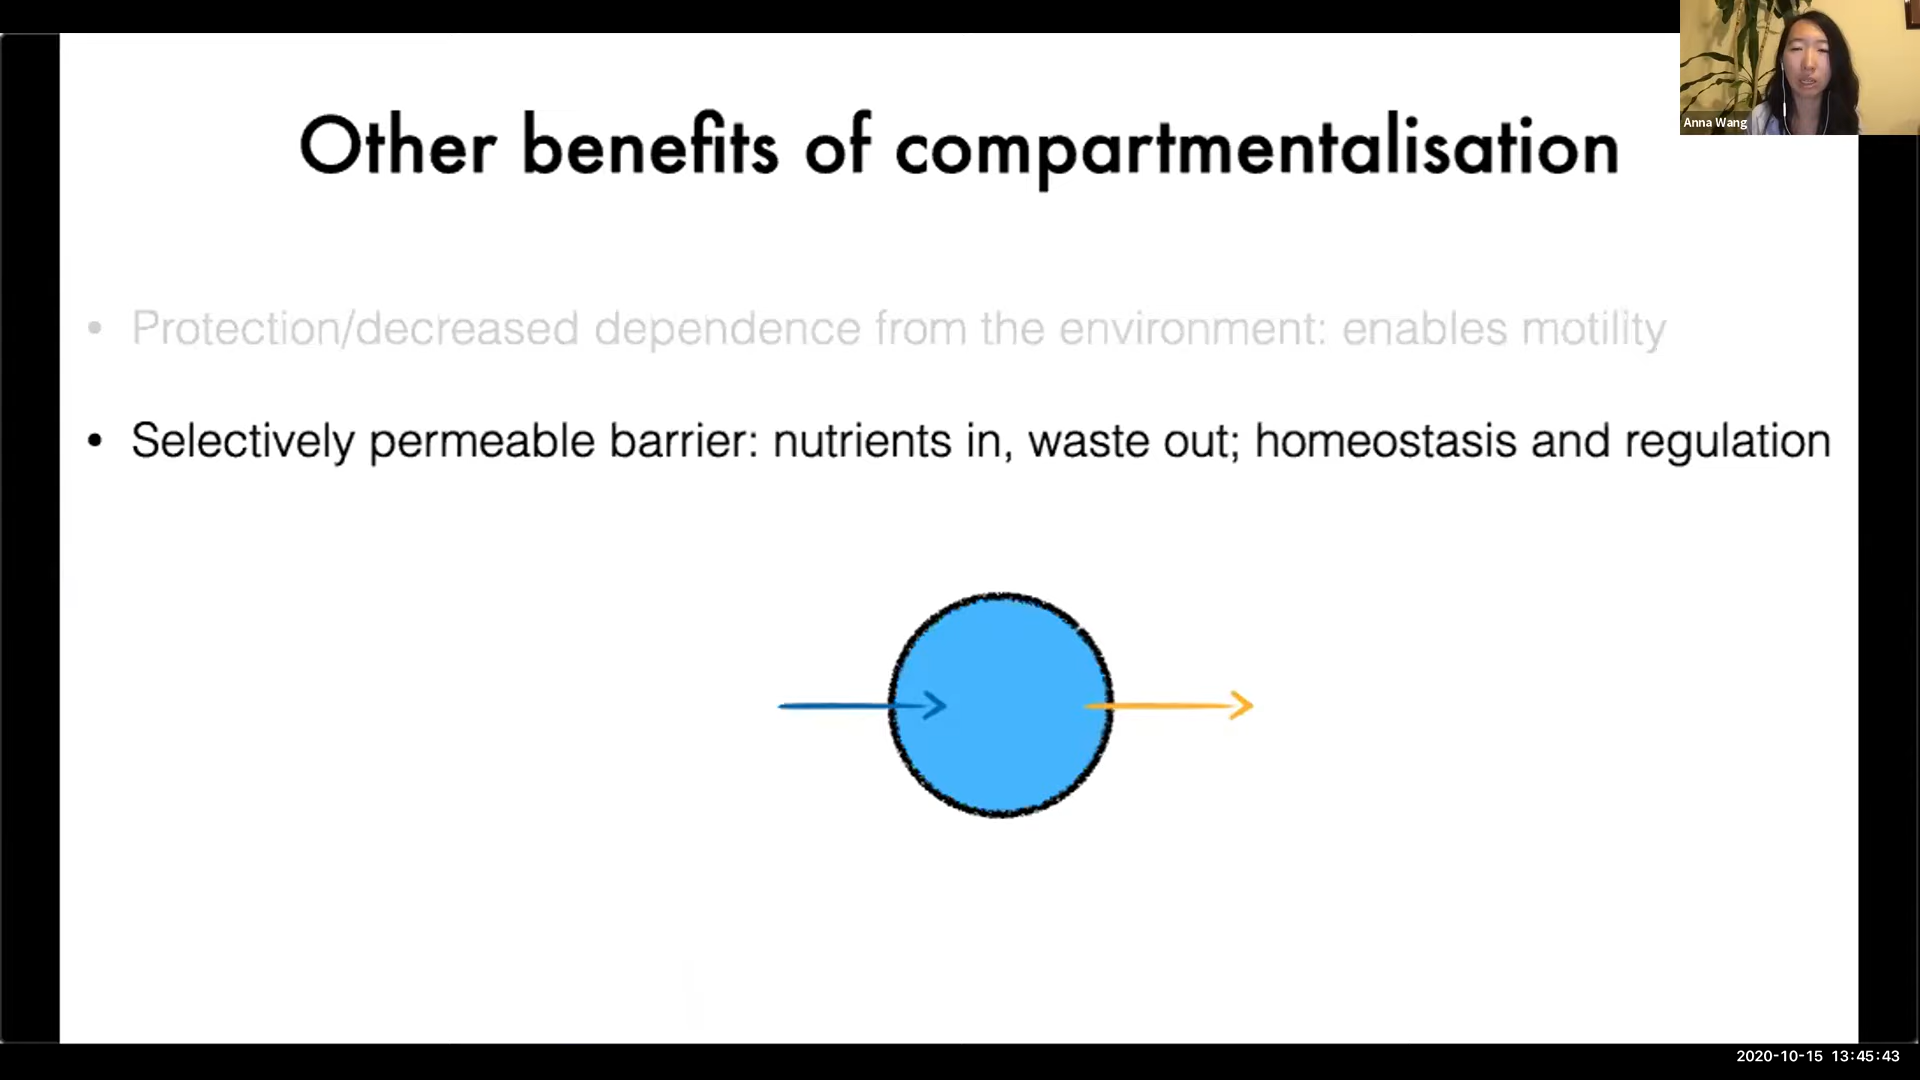 Anna Wang
Other benefits of compartmentalisation
• Protection/decreased dependence from the environment: enables motility
• Selectively permeable barrier: nutrients in, waste out; homeostasis and regulation
2020-10-15 13:45:43